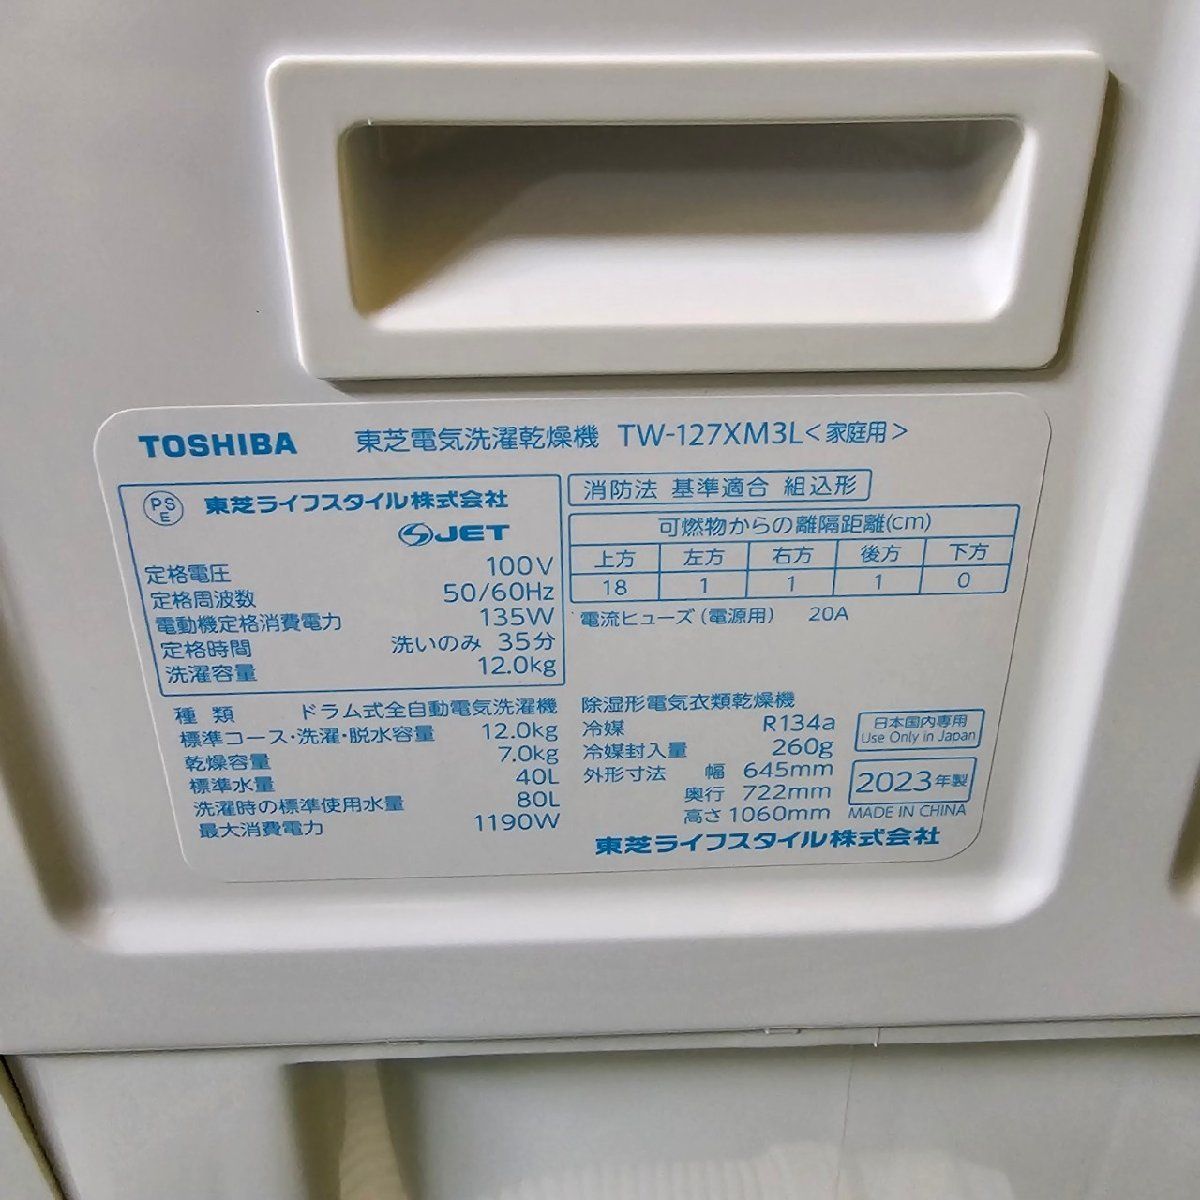 TOSHIBA 東芝電気洗濯乾燥機 TW-127XM3L<家庭用>
PSE 東芝ライフスタイル株式会社
JET
定格電圧 100V
定格周波数 50/60Hz
電動機定格消費電力 135W
定格時間 洗いのみ 35分
洗濯容量 12.0kg
消防法 基準適合 組込形
可燃物からの離隔距離(cm)
上方 左方 右方 後方 下方
18 1 1 1 0
電流ヒューズ(電源用) 20A
種類 ドラム式全自動電気洗濯機
標準コース・洗濯・脱水容量 12.0kg
乾燥容量 7.0kg
標準水量 40L
洗濯時の標準使用水量 80L
最大消費電力 1190W
除湿形電気衣類乾燥機
冷媒 R134a
冷媒封入量 260g
外形寸法 幅 645mm
奥行 722mm
高さ 1060mm
日本国内専用
Use Only in Japan
2023年製
MADE IN CHINA
東芝ライフスタイル株式会社